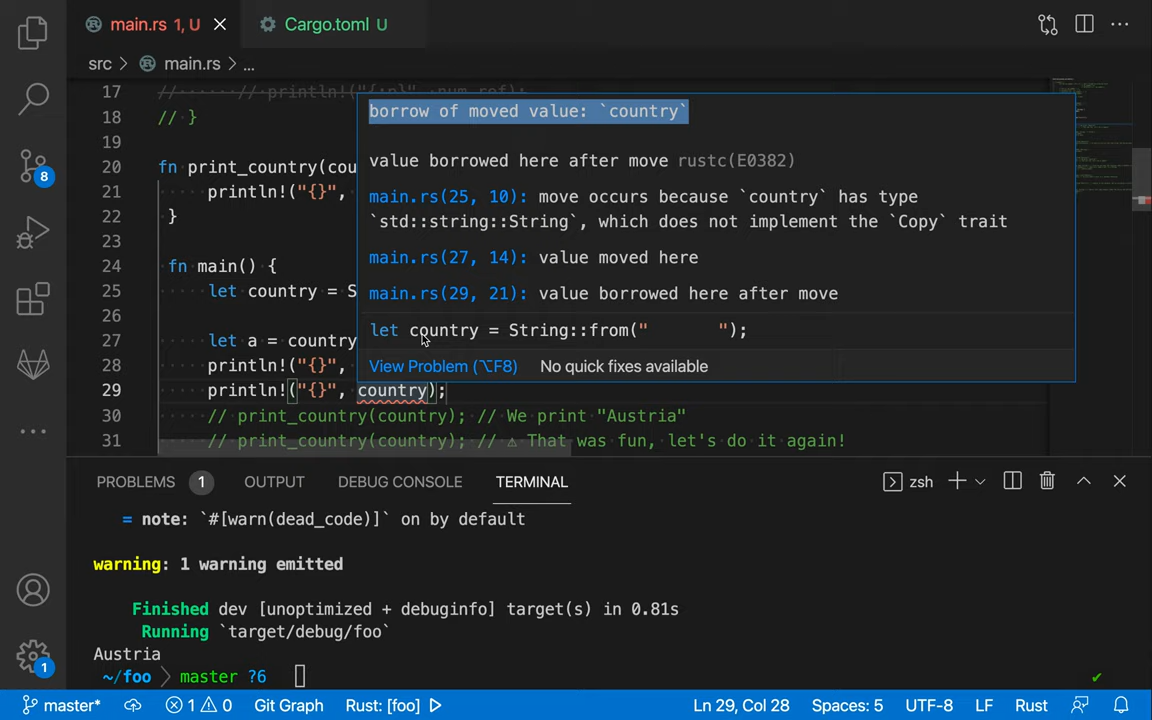 main.rs 1, U
Cargo.toml U
src > main.rs > ...
17 // // println!("{:p}", num_ref);
18 // }
19
20 fn print_country(cou
21 println!("{}",
22 }
23
24 fn main() {
25 let country = S
26
27 let a = country
28 println!("{}",
29 println!("{}", country);
30 // print_country(country); // We print "Austria"
31 // print_country(country); // ⚠ That was fun, let's do it again!
borrow of moved value: `country`
value borrowed here after move rustc(E0382)
main.rs(25, 10): move occurs because `country` has type
`std::string::String`, which does not implement the `Copy` trait
main.rs(27, 14): value moved here
main.rs(29, 21): value borrowed here after move
let country = String::from("       ");
View Problem (⌥F8) No quick fixes available
8
PROBLEMS 1 OUTPUT DEBUG CONSOLE TERMINAL
zsh
= note: `#[warn(dead_code)]` on by default
warning: 1 warning emitted
Finished dev [unoptimized + debuginfo] target(s) in 0.81s
Running `target/debug/foo`
Austria
~/foo > master ?6
1
master* 1 0 Git Graph Rust: [foo] Ln 29, Col 28 Spaces: 5 UTF-8 LF Rust